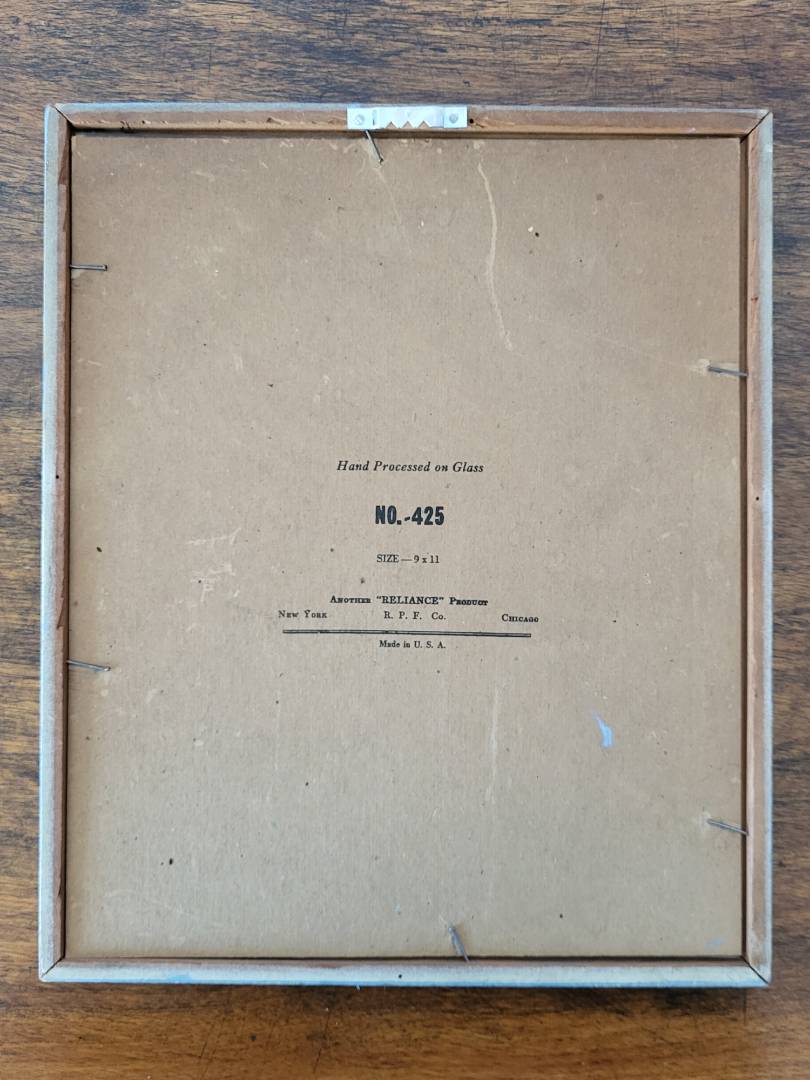 Hand Processed on Glass
NO.-425
SIZE — 9 x 11
ANOTHER "RELIANCE" PRODUCT
NEW YORK R. P. F. Co. CHICAGO
Made in U. S. A.